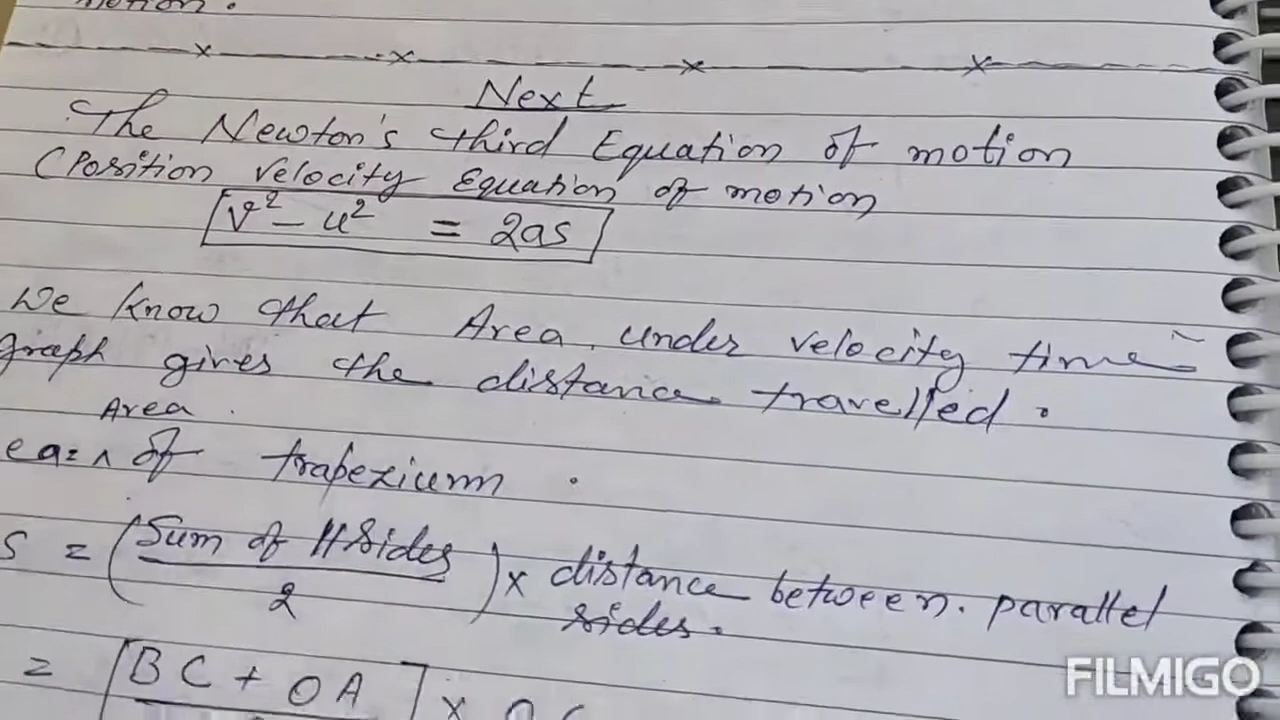 motion.
Next
The Newton's third Equation of motion
(Position velocity Equation of motion
v² - u² = 2as
We know that Area under velocity time-
graph gives the distance travelled.
Area
of trapezium.
S = (Sum of || Sides / 2) × distance between parallel
sides.
= [BC + OA] ×
FILMIGO